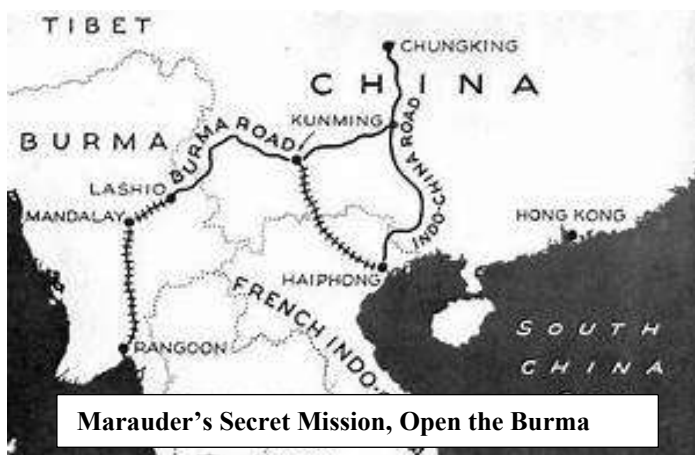 TIBET
CHUNGKING
CHINA
KUNMING
BURMA ROAD
BURMA
INDO-CHINA ROAD
LASHIO
MANDALAY
HONG KONG
HAIPHONG
FRENCH INDO-
RANGOON
SOUTH
CHINA
Marauder's Secret Mission, Open the Burma